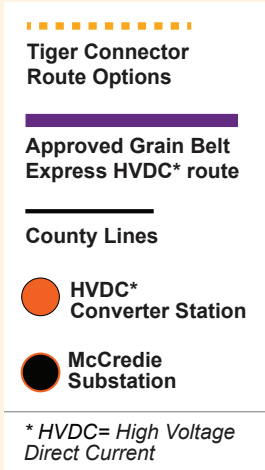 Tiger Connector
Route Options
Approved Grain Belt
Express HVDC* route
County Lines
HVDC*
Converter Station
McCredie
Substation
* HVDC= High Voltage
Direct Current